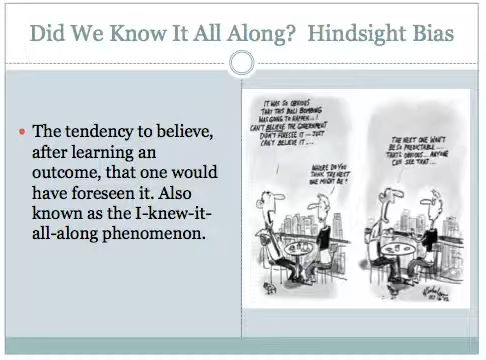 Did We Know It All Along?  Hindsight Bias
The tendency to believe,
after learning an
outcome, that one would
have foreseen it. Also
known as the I-knew-it-
all-along phenomenon.
IT WAS SO OBVIOUS
THAT THIS BALI BOMBING
WAS GOING TO HAPPEN... I
CAN'T BELIEVE THE GOVERNMENT
DIDN'T FORESEE IT... JUST
CAN'T BELIEVE IT...
WHERE DO YOU
THINK THE NEXT
ONE MIGHT BE?
THE NEXT ONE WON'T
BE SO PREDICTABLE...
THAT'S OBVIOUS... ANYONE
CAN SEE THAT...